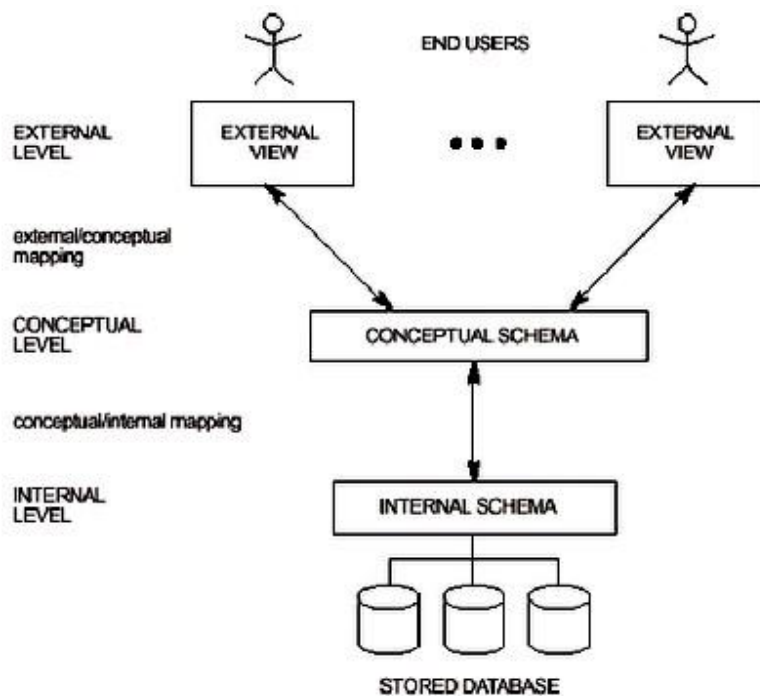 END USERS
EXTERNAL
LEVEL
EXTERNAL
VIEW
EXTERNAL
VIEW
external/conceptual
mapping
CONCEPTUAL
LEVEL
CONCEPTUAL SCHEMA
conceptual/internal mapping
INTERNAL
LEVEL
INTERNAL SCHEMA
STORED DATABASE